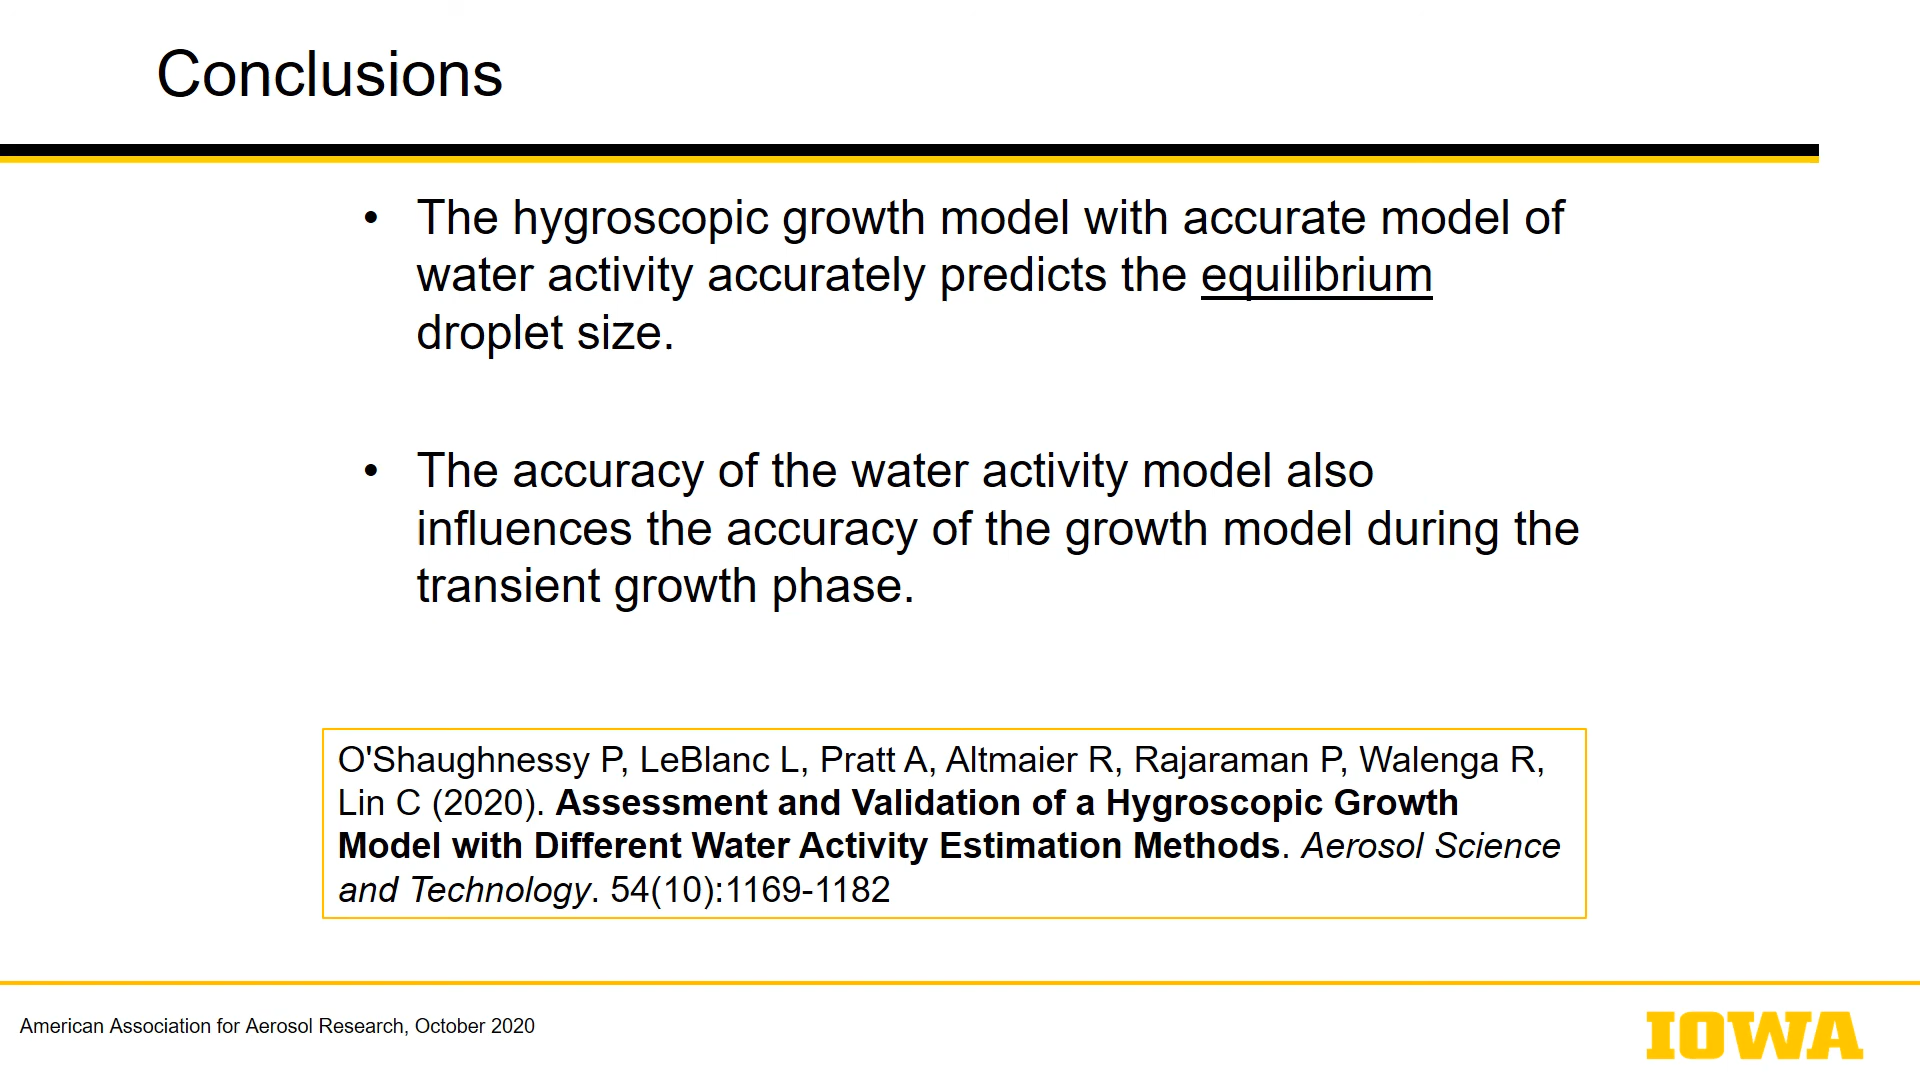 Conclusions
• The hygroscopic growth model with accurate model of
water activity accurately predicts the equilibrium
droplet size.
• The accuracy of the water activity model also
influences the accuracy of the growth model during the
transient growth phase.
O'Shaughnessy P, LeBlanc L, Pratt A, Altmaier R, Rajaraman P, Walenga R,
Lin C (2020). Assessment and Validation of a Hygroscopic Growth
Model with Different Water Activity Estimation Methods. Aerosol Science
and Technology. 54(10):1169-1182
American Association for Aerosol Research, October 2020
IOWA